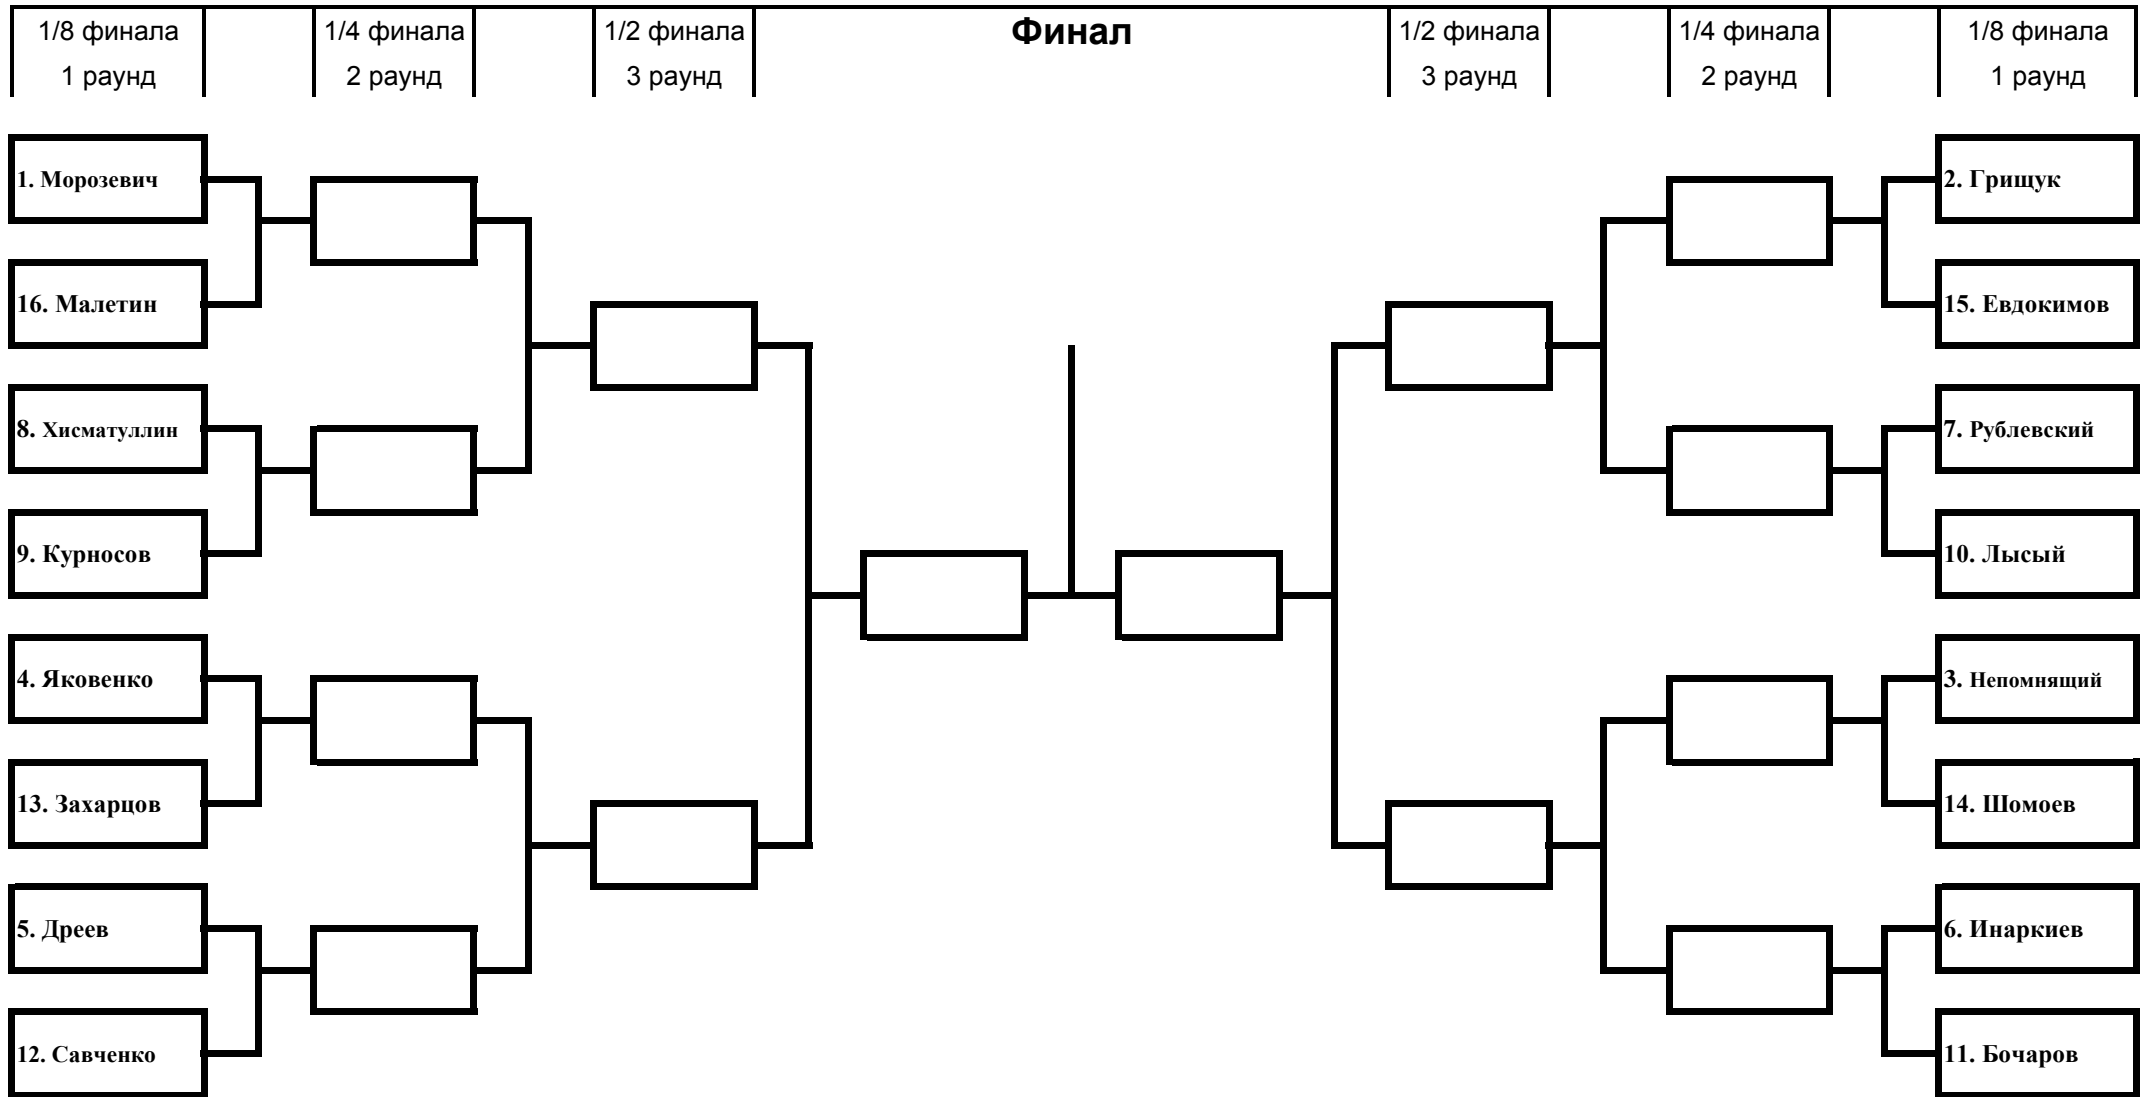 1/8 финала
1 раунд
1/4 финала
2 раунд
1/2 финала
3 раунд
Финал
1/2 финала
3 раунд
1/4 финала
2 раунд
1/8 финала
1 раунд
1. Морозевич
16. Малетин
8. Хисматуллин
9. Курносов
4. Яковенко
13. Захарцов
5. Дреев
12. Савченко
2. Грищук
15. Евдокимов
7. Рублевский
10. Лысый
3. Непомнящий
14. Шомоев
6. Инаркиев
11. Бочаров